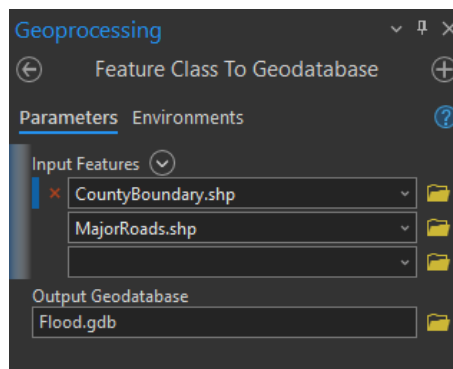 Geoprocessing
Feature Class To Geodatabase
Parameters Environments
Input Features
CountyBoundary.shp
MajorRoads.shp
Output Geodatabase
Flood.gdb